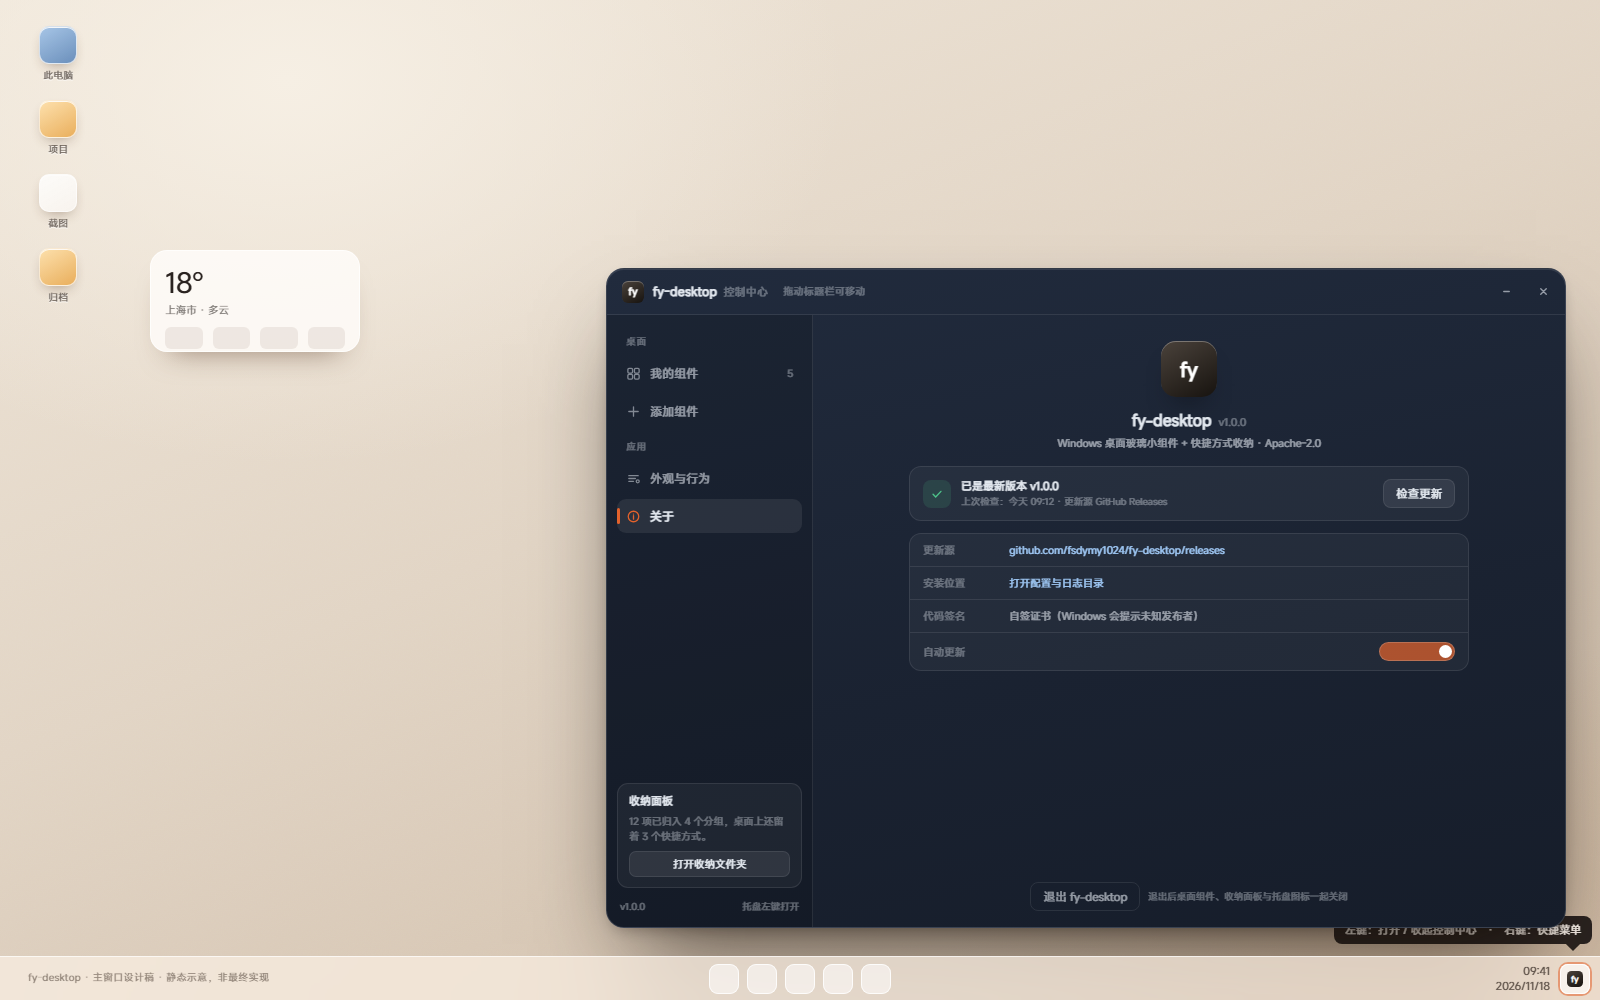 此电脑
项目
截图
归档
18°
上海市 · 多云
fy fy-desktop 控制中心 拖动标题栏可移动
桌面
我的组件 5
添加组件
应用
外观与行为
关于
收纳面板
12 项已归入 4 个分组，桌面上还留
着 3 个快捷方式。
打开收纳文件夹
v1.0.0 托盘左键打开
fy
fy-desktop v1.0.0
Windows 桌面玻璃小组件 + 快捷方式收纳 · Apache-2.0
已是最新版本 v1.0.0
上次检查：今天 09:12 · 更新源 GitHub Releases
检查更新
更新源 github.com/fsdymy1024/fy-desktop/releases
安装位置 打开配置与日志目录
代码签名 自签证书（Windows 会提示未知发布者）
自动更新
退出 fy-desktop 退出后桌面组件、收纳面板与托盘图标一起关闭
左键：打开 / 收起控制中心 · 右键：快捷菜单
fy-desktop · 主窗口设计稿 · 静态示意，非最终实现
09:41
2026/11/18
fy